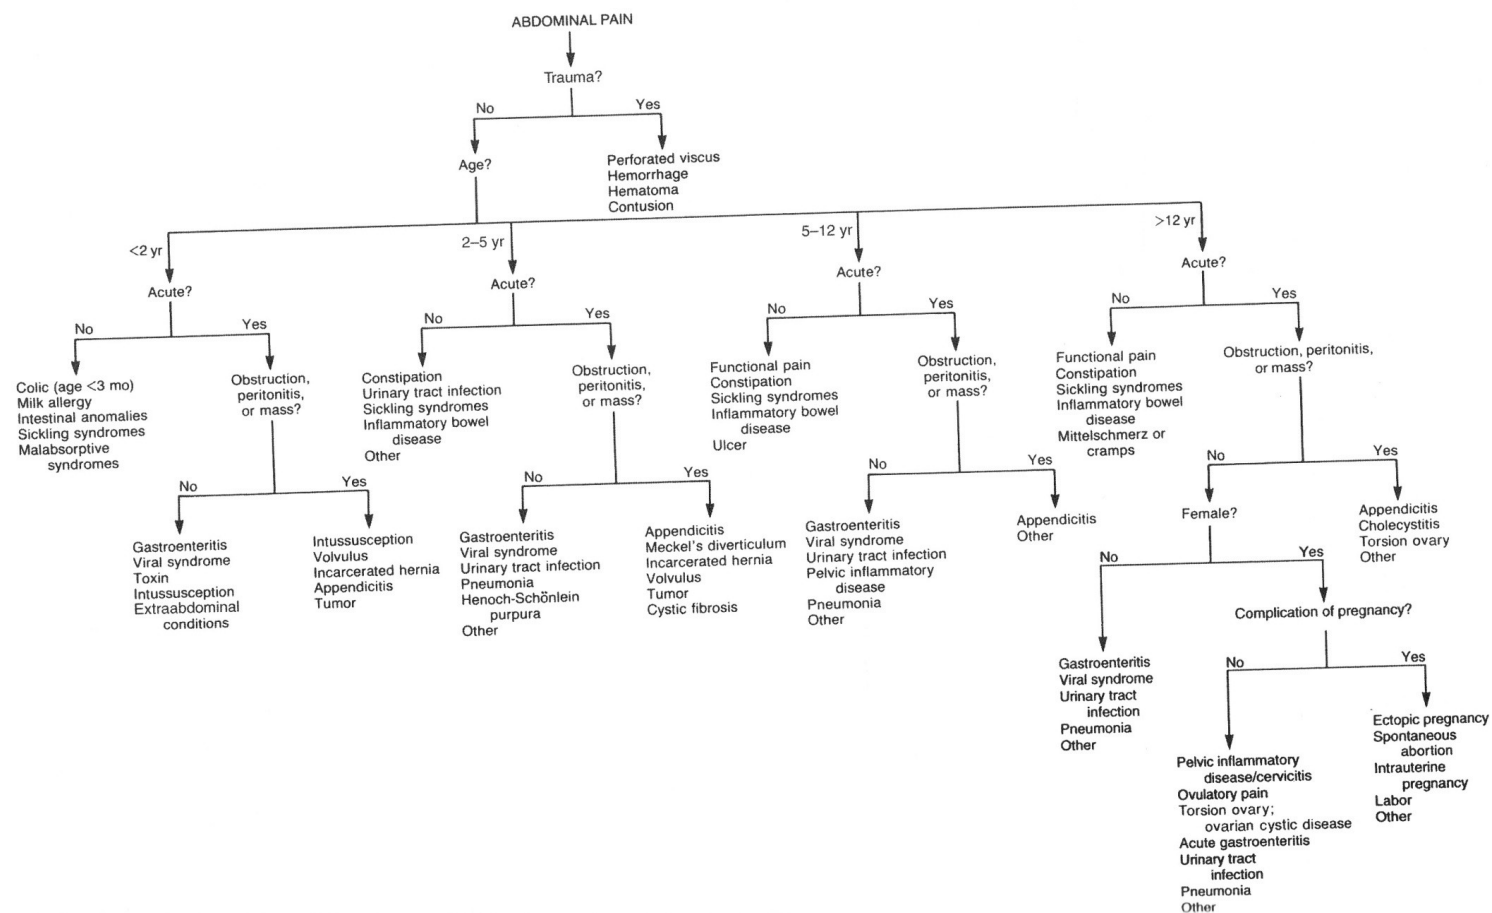 ABDOMINAL PAIN
Trauma?
No
Yes
Age?
Perforated viscus
Hemorrhage
Hematoma
Contusion
<2 yr
2–5 yr
5–12 yr
>12 yr
Acute?
No
Yes
Colic (age <3 mo)
Milk allergy
Intestinal anomalies
Sickling syndromes
Malabsorptive
syndromes
Obstruction,
peritonitis,
or mass?
No
Yes
Gastroenteritis
Viral syndrome
Toxin
Intussusception
Extraabdominal
conditions
Intussusception
Volvulus
Incarcerated hernia
Appendicitis
Tumor
Acute?
No
Yes
Constipation
Urinary tract infection
Sickling syndromes
Inflammatory bowel
disease
Other
Obstruction,
peritonitis,
or mass?
No
Yes
Gastroenteritis
Viral syndrome
Urinary tract infection
Pneumonia
Henoch-Schönlein
purpura
Other
Appendicitis
Meckel's diverticulum
Incarcerated hernia
Volvulus
Tumor
Cystic fibrosis
Acute?
No
Yes
Functional pain
Constipation
Sickling syndromes
Inflammatory bowel
disease
Ulcer
Obstruction,
peritonitis,
or mass?
No
Yes
Gastroenteritis
Viral syndrome
Urinary tract infection
Pelvic inflammatory
disease
Pneumonia
Other
Appendicitis
Other
Acute?
No
Yes
Functional pain
Constipation
Sickling syndromes
Inflammatory bowel
disease
Mittelschmerz or
cramps
Obstruction, peritonitis,
or mass?
No
Yes
Female?
Appendicitis
Cholecystitis
Torsion ovary
Other
No
Yes
Gastroenteritis
Viral syndrome
Urinary tract
infection
Pneumonia
Other
Complication of pregnancy?
No
Yes
Pelvic inflammatory
disease/cervicitis
Ovulatory pain
Torsion ovary;
ovarian cystic disease
Acute gastroenteritis
Urinary tract
infection
Pneumonia
Other
Ectopic pregnancy
Spontaneous
abortion
Intrauterine
pregnancy
Labor
Other